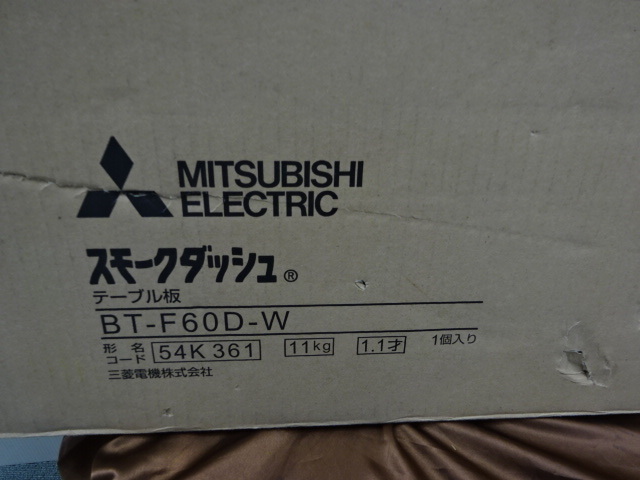 MITSUBISHI
ELECTRIC
スモークダッシュ®
テーブル板
BT-F60D-W
形名コード 54K 361 11kg 1.1才 1個入り
三菱電機株式会社